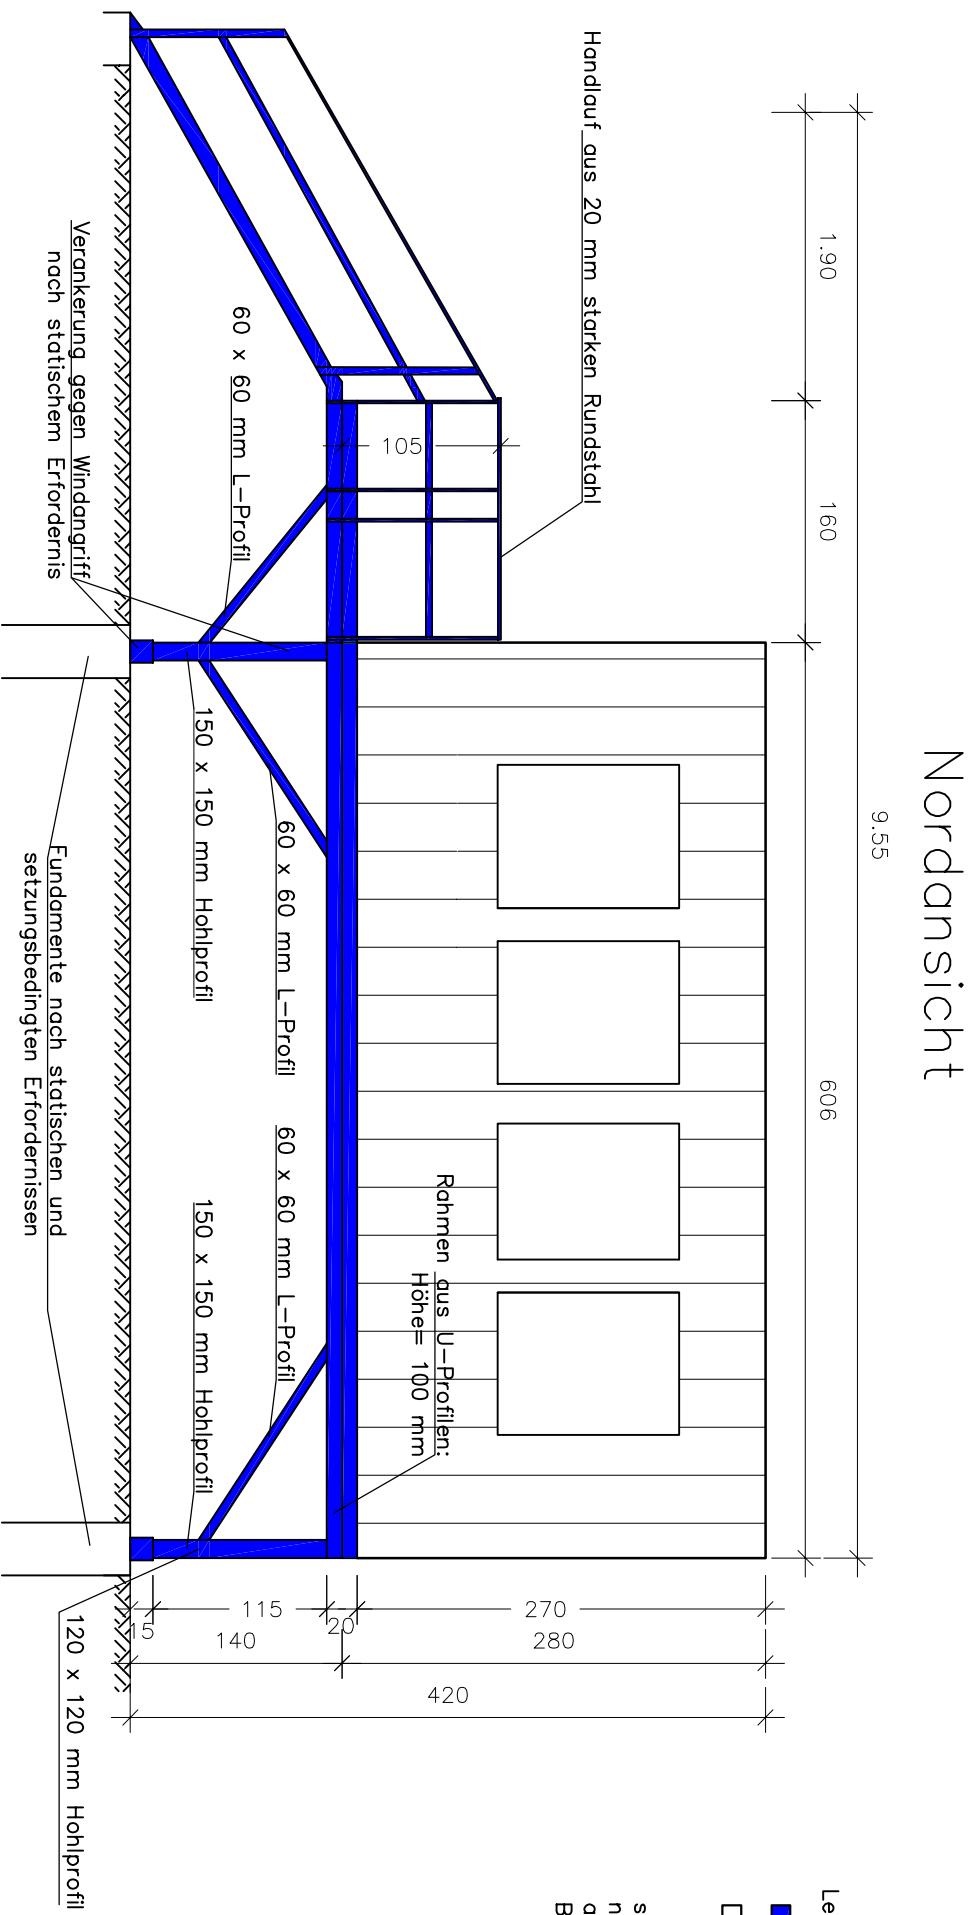 Nordansicht
9.55
1.90
160
606
Handlauf aus 20 mm starken Rundstahl
105
60 x 60 mm L-Profil
Verankerung gegen Windangriff
nach statischem Erfordernis
150 x 150 mm Hohlprofil
60 x 60 mm L-Profil
60 x 60 mm L-Profil
150 x 150 mm Hohlprofil
Rahmen aus U-Profilen:
Höhe= 100 mm
Fundamente nach statischen und
setzungsbedingten Erfordernissen
120 x 120 mm Hohlprofil
270
20
115
15
280
140
420
Le
s
n
a
B